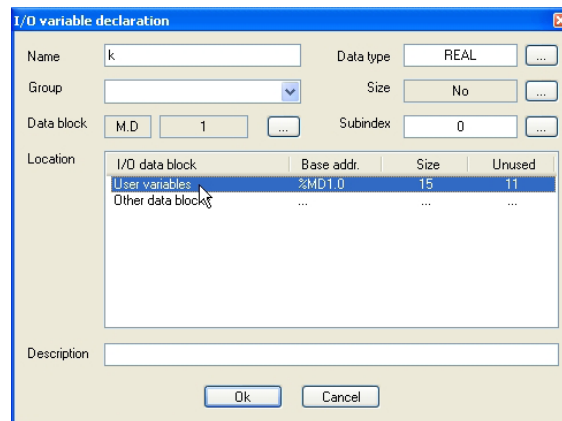 I/O variable declaration
Name k Data type REAL ...
Group Size No ...
Data block M.D 1 ... Subindex 0 ...
Location I/O data block Base addr. Size Unused
User variables %MD1.0 15 11
Other data blocks ... ... ...
Description
Ok Cancel